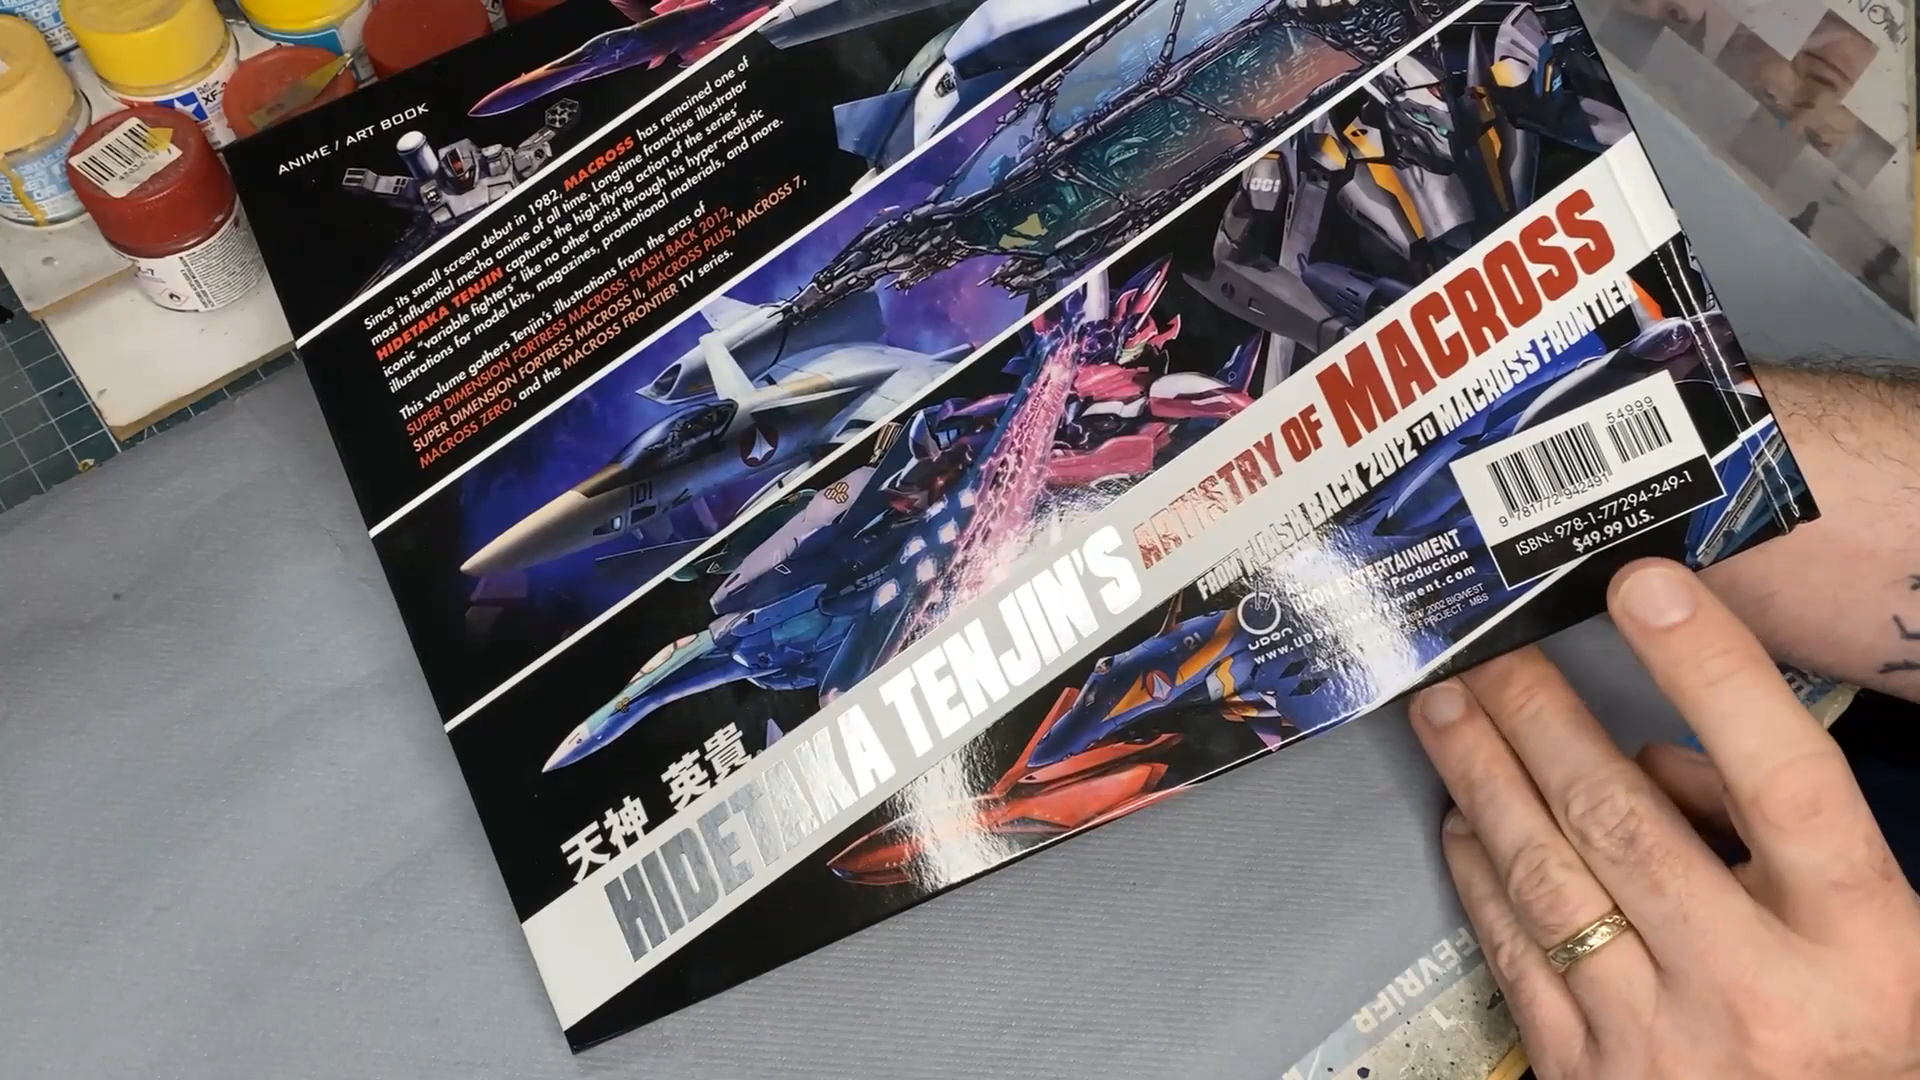 ANIME / ART BOOK
Since its small screen debut in 1982, MACROSS has remained one of
most influential mecha anime of all time. Longtime franchise illustrator
HIDETAKA TENJIN captures the high-flying action of the series'
iconic "variable fighters" like no other artist through his hyper-realistic
illustrations for model kits, magazines, promotional materials, and more.
This volume gathers Tenjin's illustrations from the eras of
SUPER DIMENSION FORTRESS MACROSS: FLASH BACK 2012,
SUPER DIMENSION FORTRESS MACROSS II, MACROSS PLUS, MACROSS 7,
MACROSS ZERO, and the MACROSS FRONTIER TV series.
001
101
天神 英貴
HIDETAKA TENJIN'S ARTISTRY OF MACROSS
FROM FLASH BACK 2012 TO MACROSS FRONTIER
21
UDON
UDON ENTERTAINMENT
Production
54999
9 781772 942491
ISBN: 978-1-77294-249-1
$49.99 U.S.
FÉVRIER
1